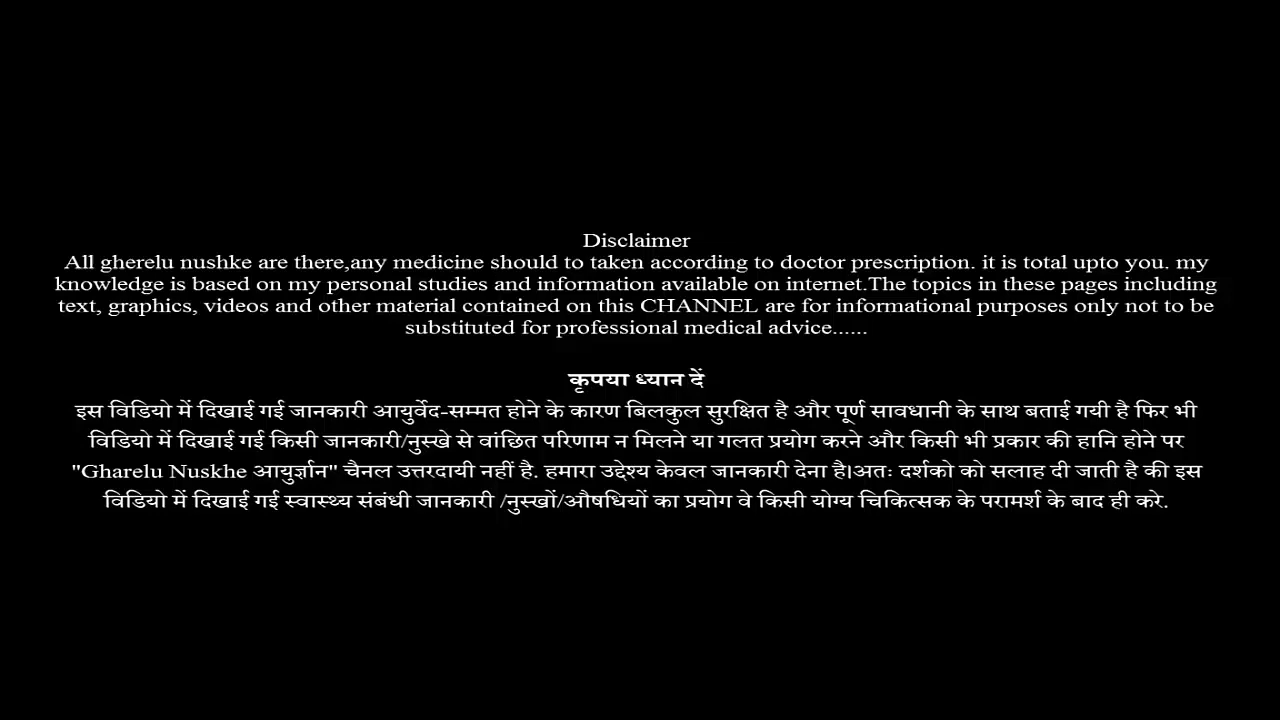 Disclaimer
All gherelu nushke are there,any medicine should to taken according to doctor prescription. it is total upto you. my
knowledge is based on my personal studies and information available on internet.The topics in these pages including
text, graphics, videos and other material contained on this CHANNEL are for informational purposes only not to be
substituted for professional medical advice......
कृपया ध्यान दें
इस विडियो में दिखाई गई जानकारी आयुर्वेद-सम्मत होने के कारण बिलकुल सुरक्षित है और पूर्ण सावधानी के साथ बताई गयी है फिर भी
विडियो में दिखाई गई किसी जानकारी/नुस्खे से वांछित परिणाम न मिलने या गलत प्रयोग करने और किसी भी प्रकार की हानि होने पर
"Gharelu Nuskhe आयुर्ज्ञान" चैनल उत्तरदायी नहीं है. हमारा उद्देश्य केवल जानकारी देना है।अतः दर्शको को सलाह दी जाती है की इस
विडियो में दिखाई गई स्वास्थ्य संबंधी जानकारी /नुस्खों/औषधियों का प्रयोग वे किसी योग्य चिकित्सक के परामर्श के बाद ही करे.